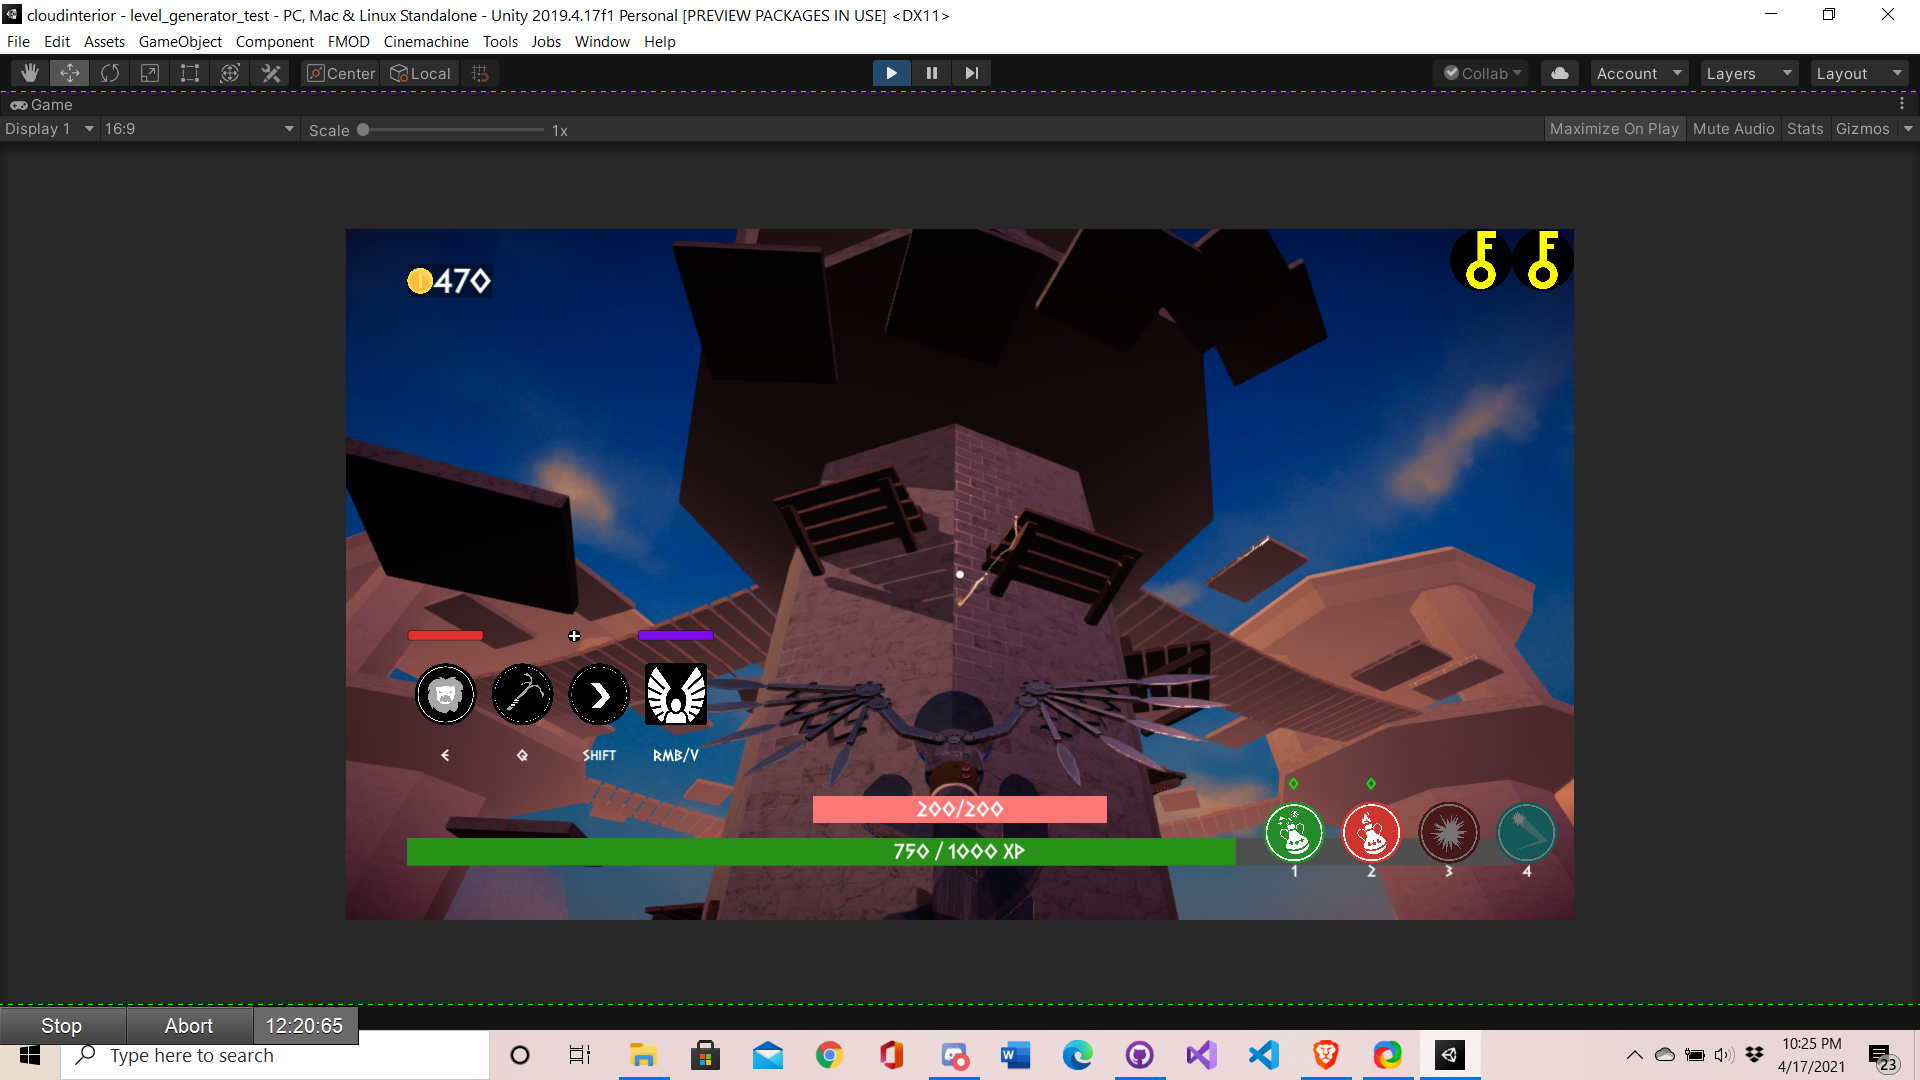 cloudinterior - level_generator_test - PC, Mac & Linux Standalone - Unity 2019.4.17f1 Personal [PREVIEW PACKAGES IN USE] <DX11>
File Edit Assets GameObject Component FMOD Cinemachine Tools Jobs Window Help
Center Local Collab Account Layers Layout
Game
Display 1 16:9 Scale 1x Maximize On Play Mute Audio Stats Gizmos
470
E Q SHIFT RMB/V
200/200
0 0
750 / 1000 XP
1 2 3 4
Stop Abort 12:20:65
Type here to search
10:25 PM
4/17/2021
23